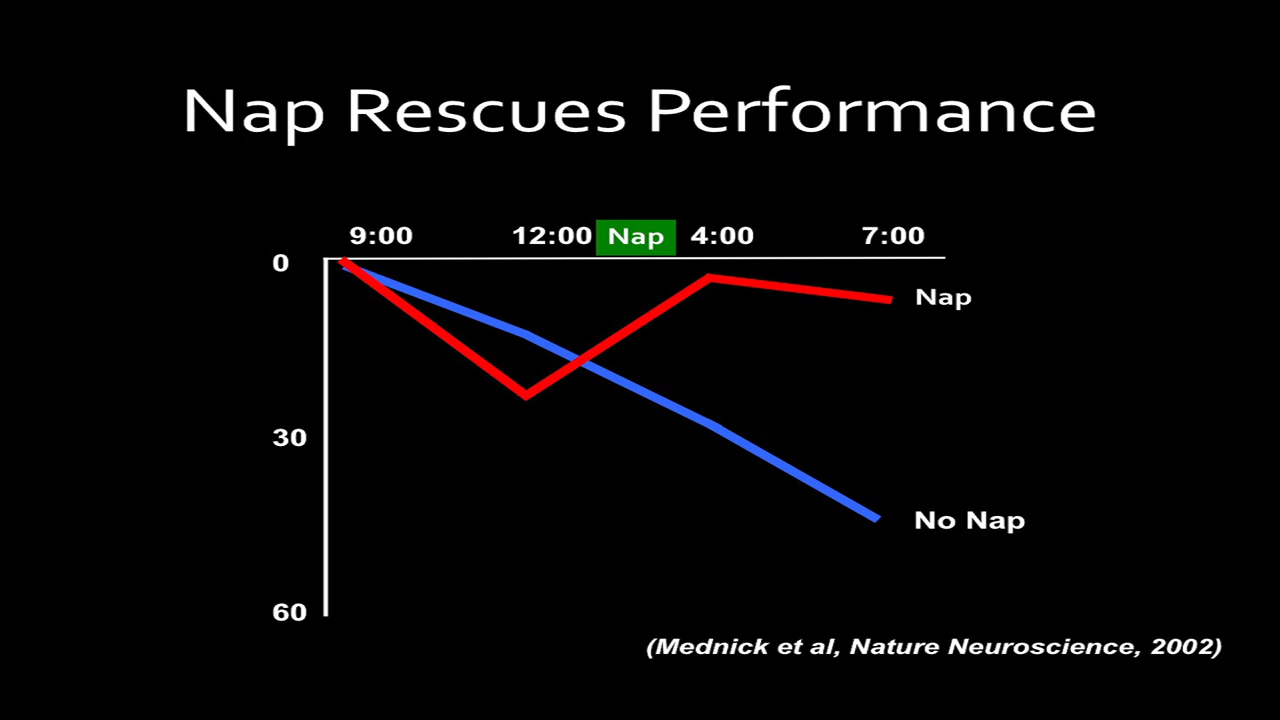 Nap Rescues Performance
9:00 12:00 Nap 4:00 7:00
0
Nap
30
No Nap
60
(Mednick et al, Nature Neuroscience, 2002)